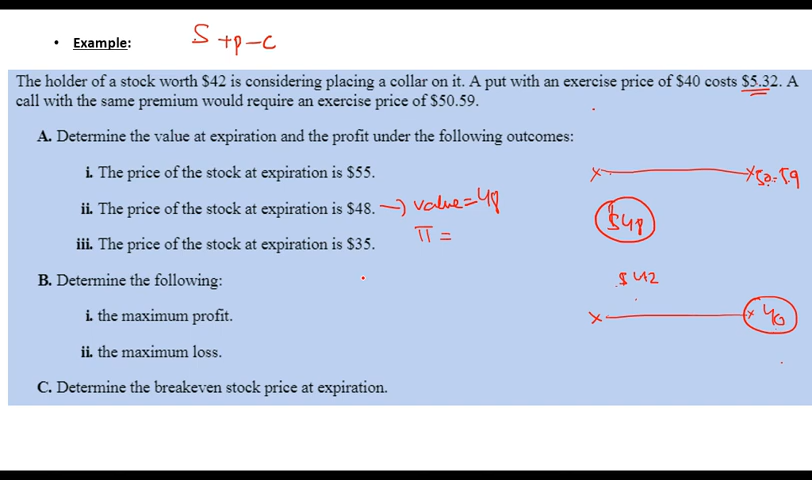 • Example: S +p-c
The holder of a stock worth $42 is considering placing a collar on it. A put with an exercise price of $40 costs $5.32. A
call with the same premium would require an exercise price of $50.59.
A. Determine the value at expiration and the profit under the following outcomes:
i. The price of the stock at expiration is $55.
x x 50.59
ii. The price of the stock at expiration is $48. → value = 48
$48
iii. The price of the stock at expiration is $35. π =
B. Determine the following: $42
i. the maximum profit. x x 40
ii. the maximum loss.
C. Determine the breakeven stock price at expiration.